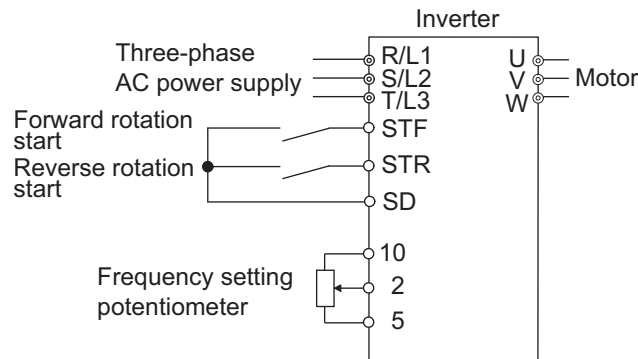 Inverter
Three-phase
AC power supply
R/L1
S/L2
T/L3
U
V
W
Motor
Forward rotation
start
STF
Reverse rotation
start
STR
SD
Frequency setting
potentiometer
10
2
5